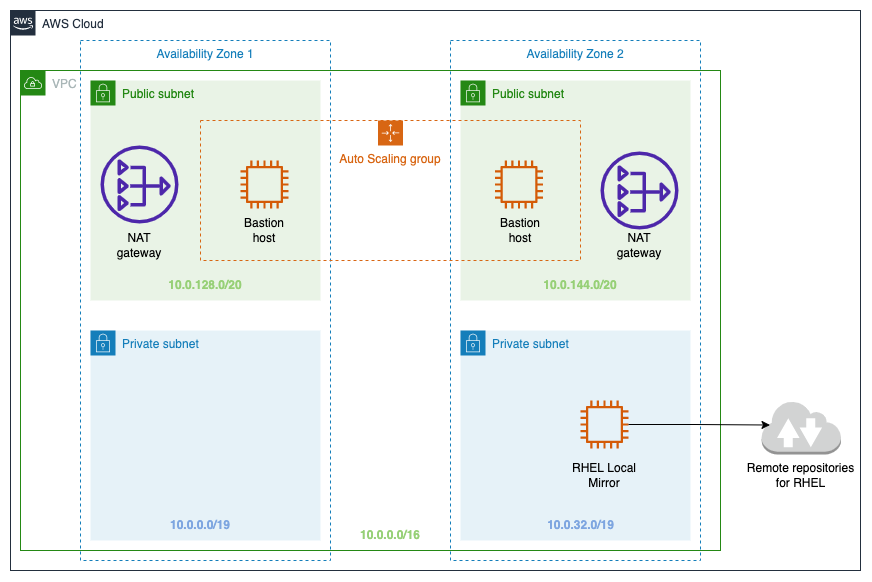 aws
AWS Cloud
Availability Zone 1
Availability Zone 2
VPC
Public subnet
Public subnet
Auto Scaling group
NAT
gateway
Bastion
host
Bastion
host
NAT
gateway
10.0.128.0/20
10.0.144.0/20
Private subnet
Private subnet
RHEL Local
Mirror
Remote repositories
for RHEL
10.0.0.0/19
10.0.0.0/16
10.0.32.0/19